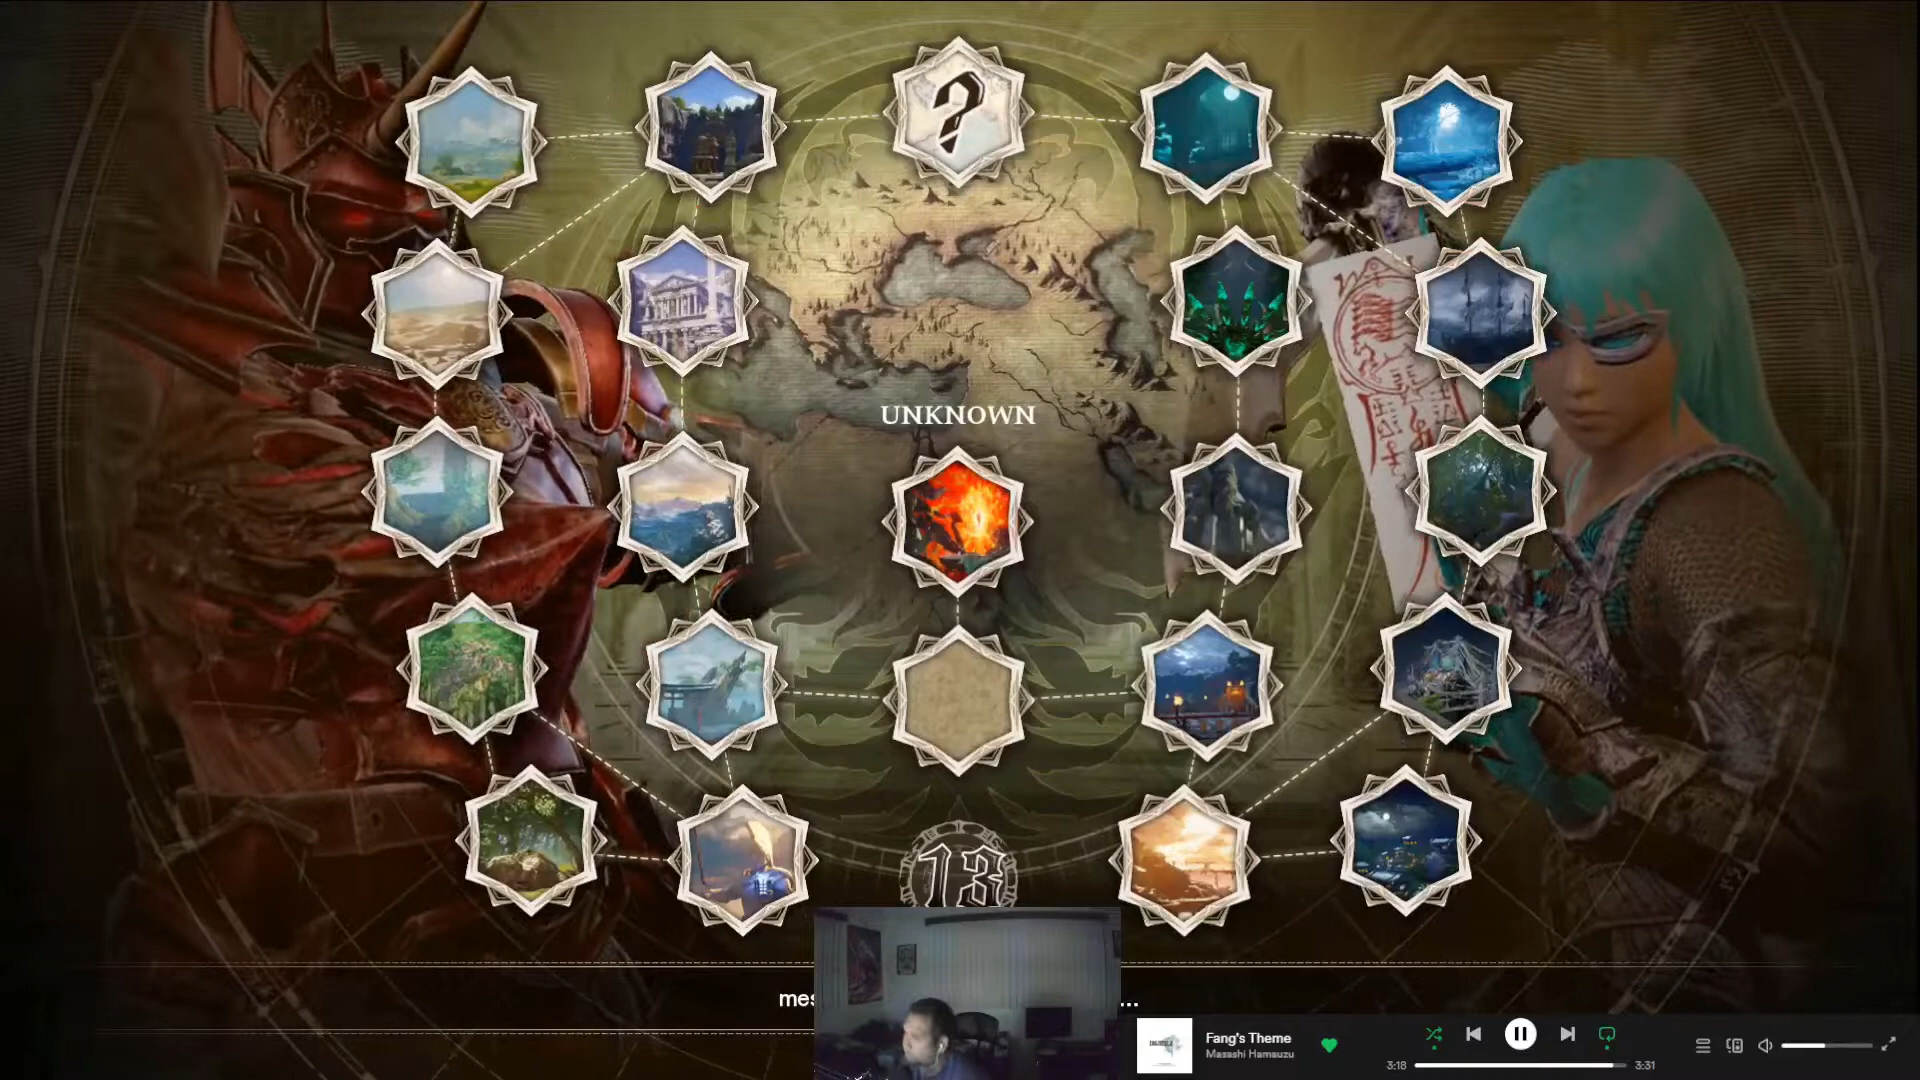 ?
UNKNOWN
13
mes
...
Fang's Theme
Masashi Hamauzu
3:18
3:31